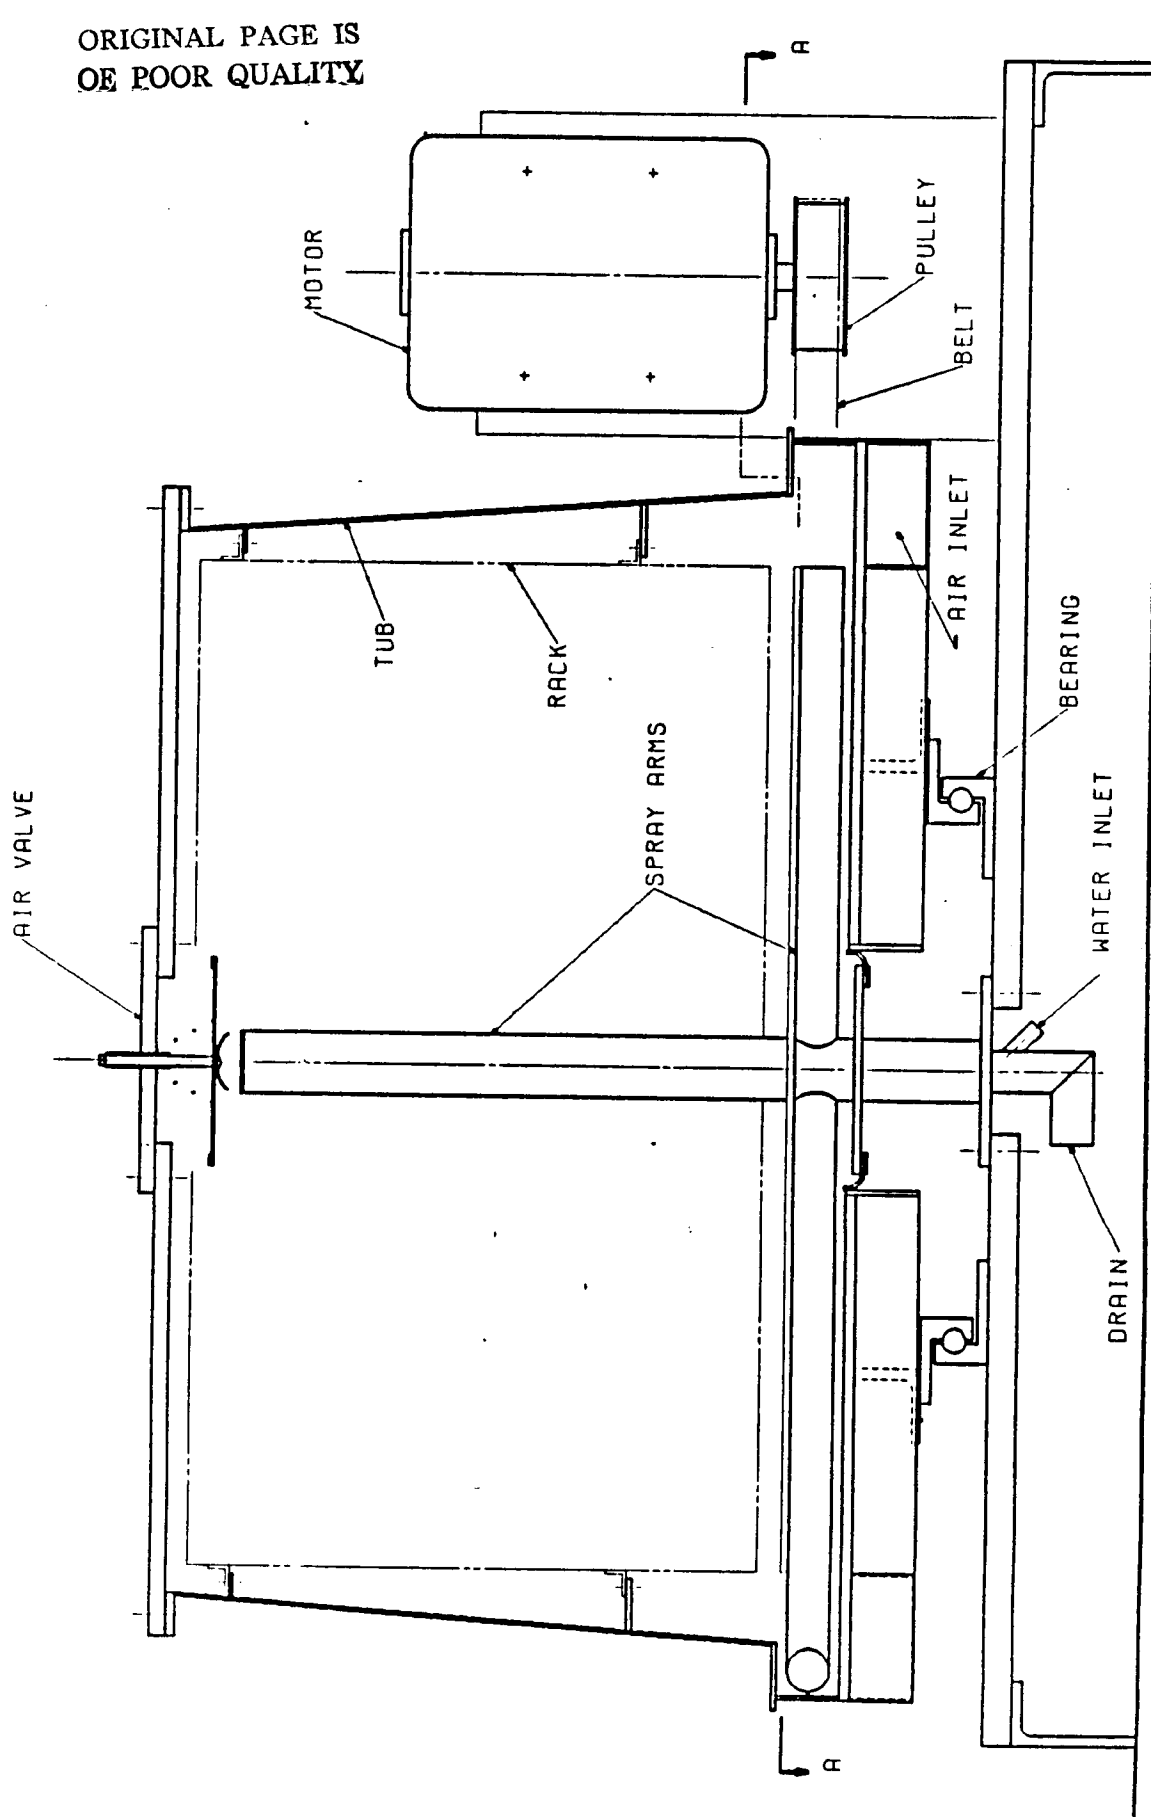 ORIGINAL PAGE IS
OF POOR QUALITY
A
MOTOR
PULLEY
BELT
AIR INLET
TUB
RACK
BEARING
SPRAY ARMS
AIR VALVE
WATER INLET
DRAIN
A